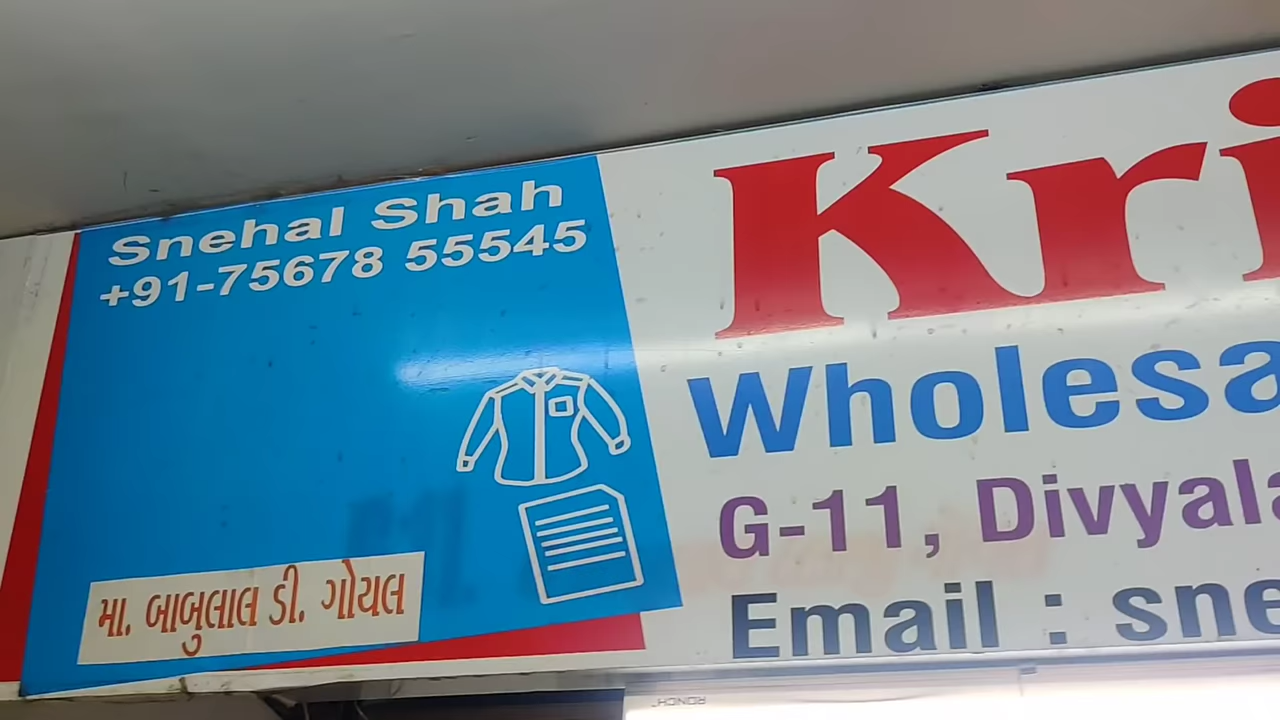 Snehal Shah
+91-75678 55545
મા. બાબુલાલ ડી. ગોયલ
Kri
Wholesa
G-11, Divyala
Email : sne